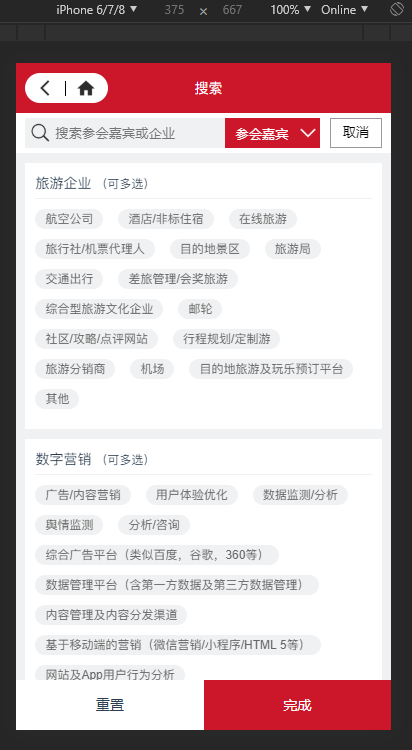 iPhone 6/7/8 ▼ 375 × 667 100% ▼ Online ▼
搜索
搜索参会嘉宾或企业 参会嘉宾 取消
旅游企业 (可多选)
航空公司 酒店/非标住宿 在线旅游
旅行社/机票代理人 目的地景区 旅游局
交通出行 差旅管理/会奖旅游
综合型旅游文化企业 邮轮
社区/攻略/点评网站 行程规划/定制游
旅游分销商 机场 目的地旅游及玩乐预订平台
其他
数字营销 (可多选)
广告/内容营销 用户体验优化 数据监测/分析
舆情监测 分析/咨询
综合广告平台（类似百度，谷歌，360等）
数据管理平台（含第一方数据及第三方数据管理）
内容管理及内容分发渠道
基于移动端的营销（微信营销/小程序/HTML 5等）
网站及App用户行为分析
重置 完成